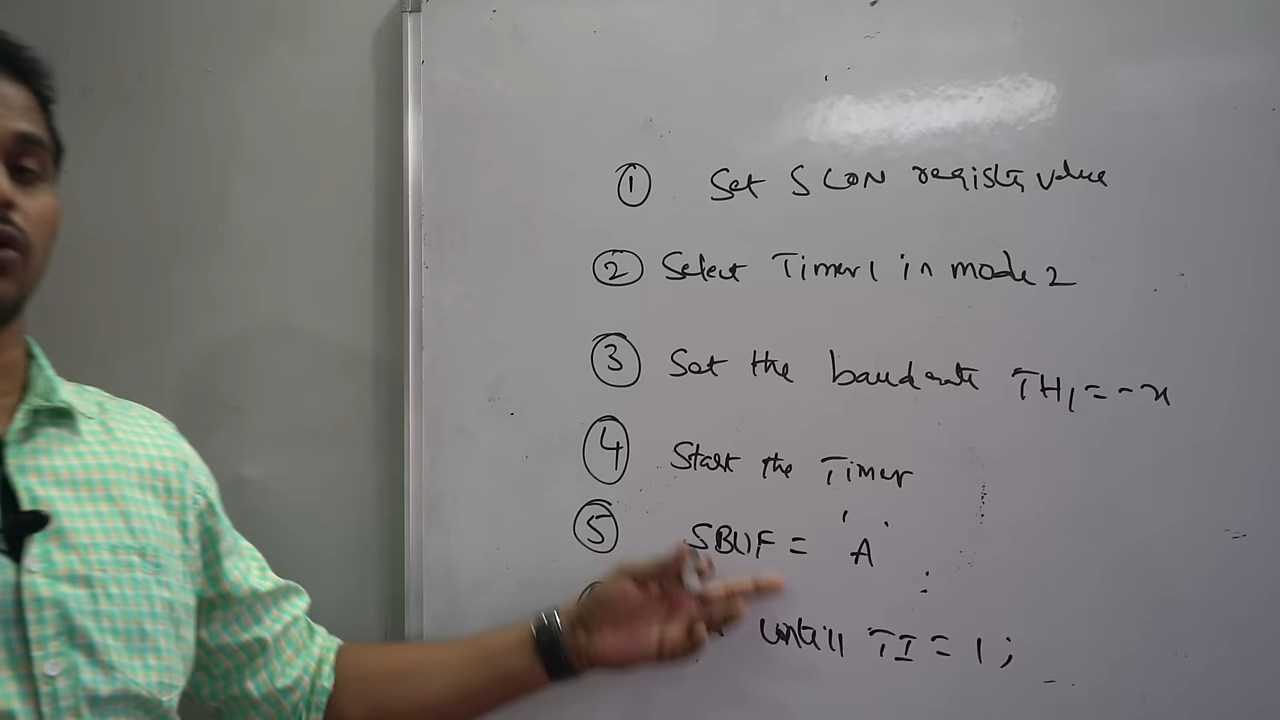 ① Set SCON register value
② Select Timer1 in mode 2
③ Set the baudrate TH1 = -x
④ Start the Timer
⑤ SBUF = 'A'
until TI = 1;